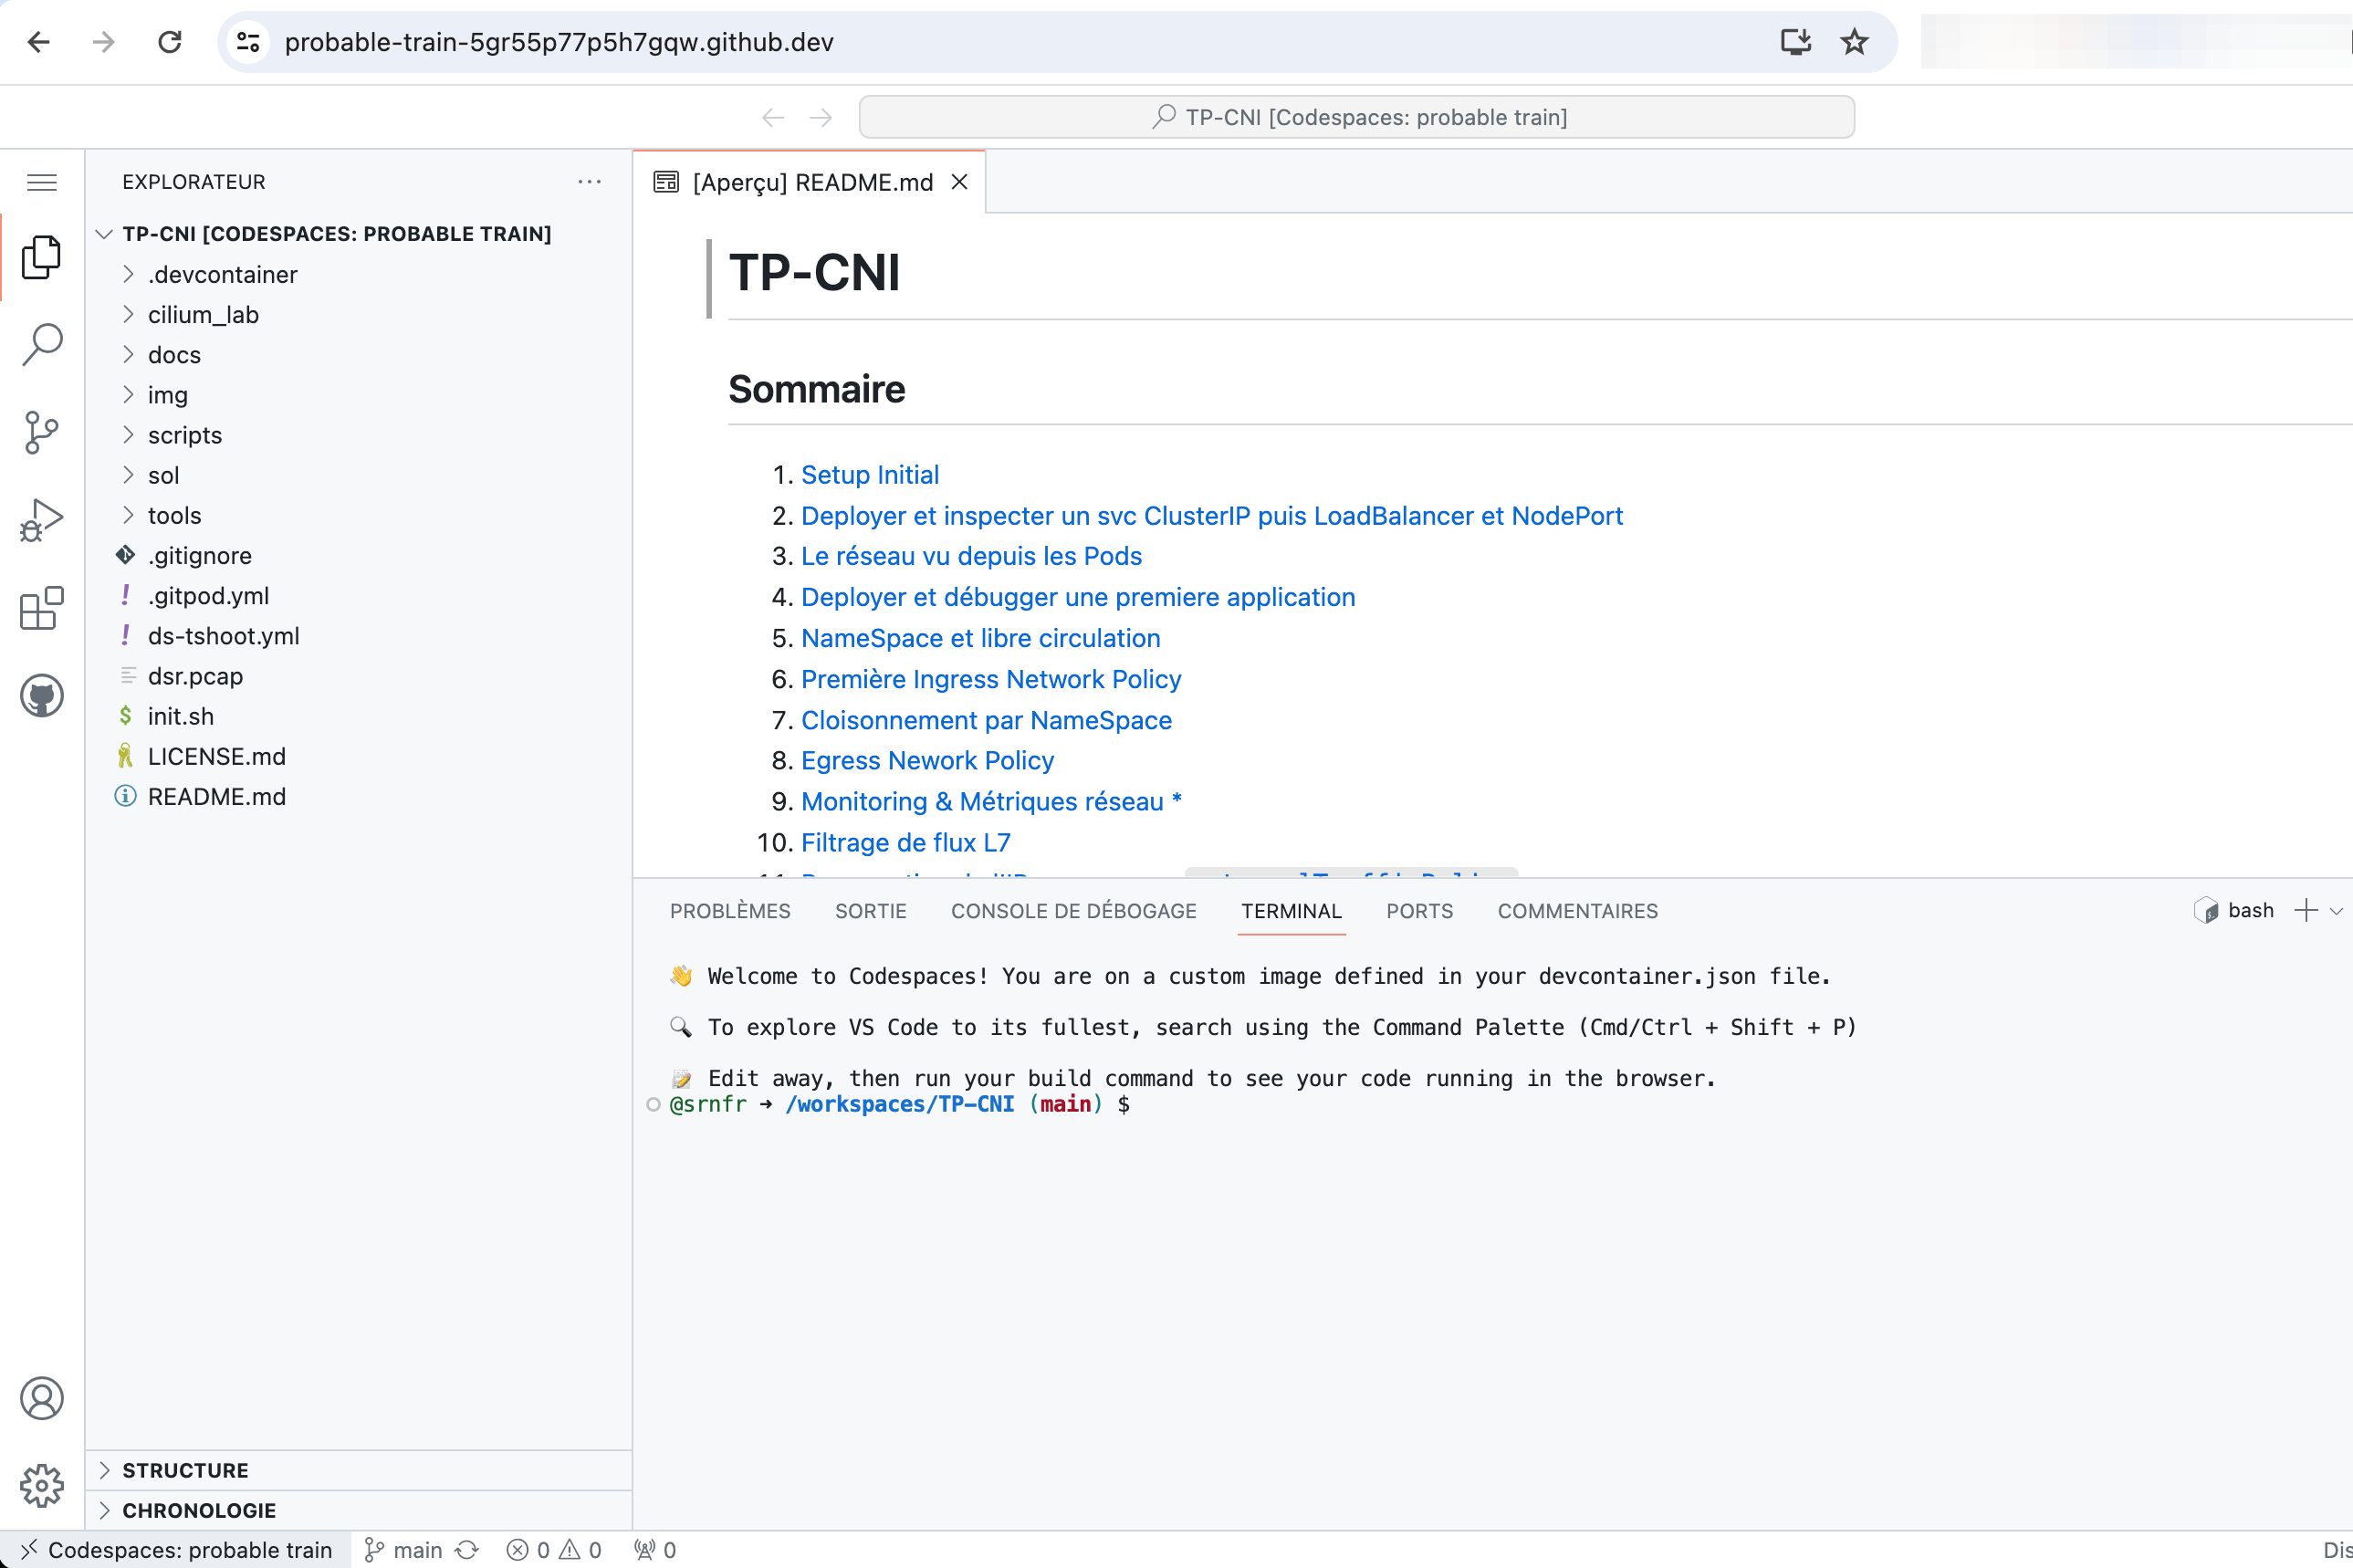 probable-train-5gr55p77p5h7gqw.github.dev
TP-CNI [Codespaces: probable train]
EXPLORATEUR
TP-CNI [CODESPACES: PROBABLE TRAIN]
.devcontainer
cilium_lab
docs
img
scripts
sol
tools
.gitignore
.gitpod.yml
ds-tshoot.yml
dsr.pcap
init.sh
LICENSE.md
README.md
STRUCTURE
CHRONOLOGIE
[Aperçu] README.md
TP-CNI
Sommaire
1. Setup Initial
2. Deployer et inspecter un svc ClusterIP puis LoadBalancer et NodePort
3. Le réseau vu depuis les Pods
4. Deployer et débugger une premiere application
5. NameSpace et libre circulation
6. Première Ingress Network Policy
7. Cloisonnement par NameSpace
8. Egress Nework Policy
9. Monitoring & Métriques réseau *
10. Filtrage de flux L7
PROBLÈMES SORTIE CONSOLE DE DÉBOGAGE TERMINAL PORTS COMMENTAIRES
bash
👋 Welcome to Codespaces! You are on a custom image defined in your devcontainer.json file.
🔍 To explore VS Code to its fullest, search using the Command Palette (Cmd/Ctrl + Shift + P)
📝 Edit away, then run your build command to see your code running in the browser.
@srnfr ➜ /workspaces/TP-CNI (main) $
Codespaces: probable train main 0 0 0